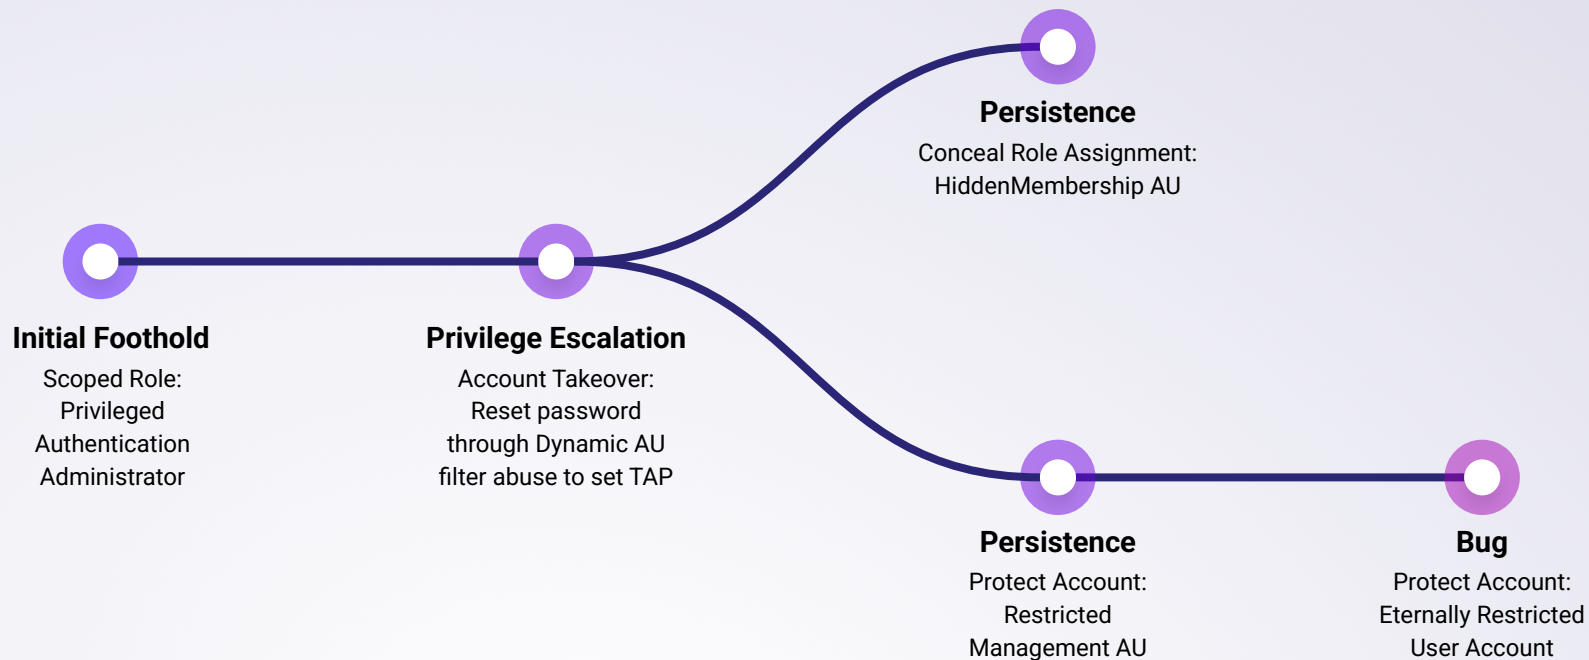 Persistence
Conceal Role Assignment:
HiddenMembership AU
Initial Foothold
Scoped Role:
Privileged
Authentication
Administrator
Privilege Escalation
Account Takeover:
Reset password
through Dynamic AU
filter abuse to set TAP
Persistence
Protect Account:
Restricted
Management AU
Bug
Protect Account:
Eternally Restricted
User Account